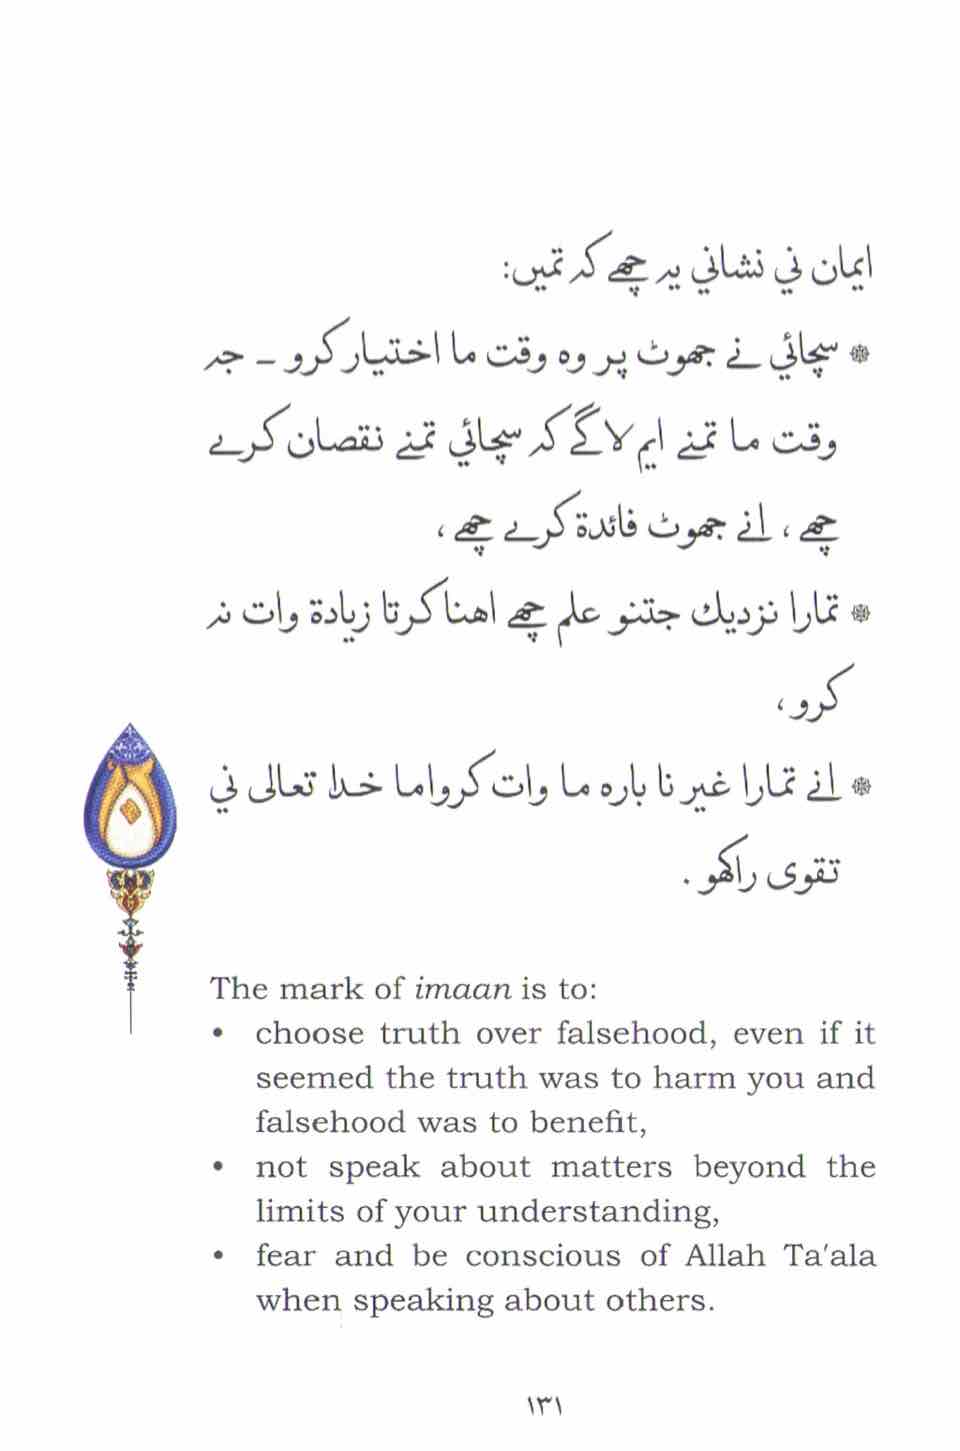 ايمان ني نشاني يه چھے كہ تميں:
❁ سچائي نے جھوٹ پر وه وقت ما اختيار كرو – جہ
وقت ما تمنے ايم لاگے كہ سچائي تمنے نقصان كرے
چھے، انے جھوٹ فائدة كرے چھے،
❁ تمارا نزديك جتنو علم چھے اهنا كرتا زيادة وات نہ
كرو،
❁ انے تمارا غير نا باره ما وات كرواما خدا تعالى ني
تقوى راكھو.
The mark of imaan is to:
• choose truth over falsehood, even if it
seemed the truth was to harm you and
falsehood was to benefit,
• not speak about matters beyond the
limits of your understanding,
• fear and be conscious of Allah Ta'ala
when speaking about others.
١٣١